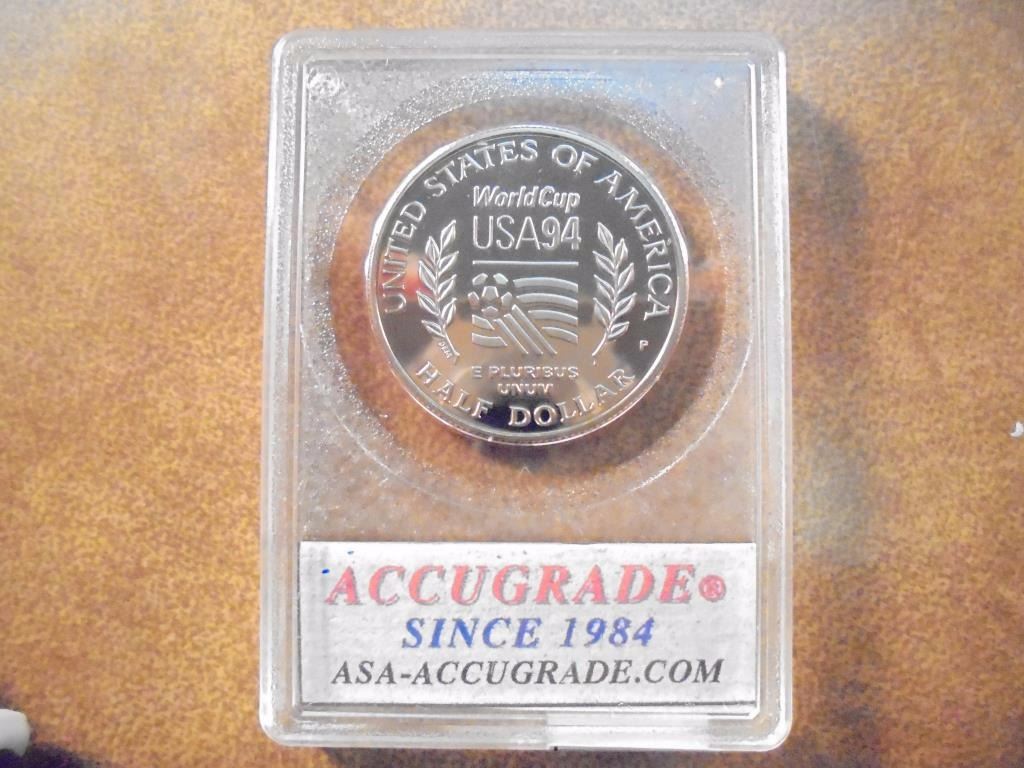 UNITED STATES OF AMERICA
WorldCup
USA94
P
E PLURIBUS
UNUM
HALF DOLLAR
ACCUGRADE®
SINCE 1984
ASA-ACCUGRADE.COM